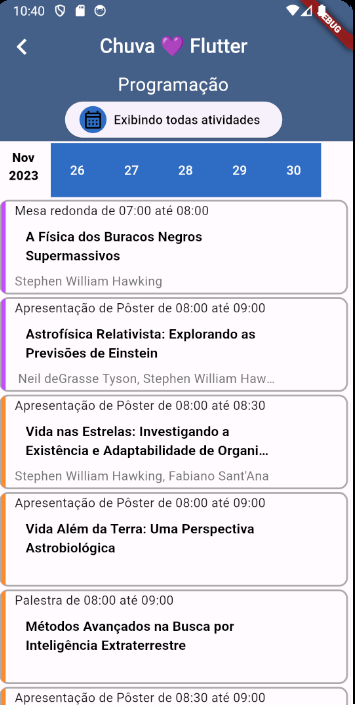 10:40
DEBUG
Chuva 💜 Flutter
Programação
Exibindo todas atividades
Nov
2023
26 27 28 29 30
Mesa redonda de 07:00 até 08:00
A Física dos Buracos Negros
Supermassivos
Stephen William Hawking
Apresentação de Pôster de 08:00 até 09:00
Astrofísica Relativista: Explorando as
Previsões de Einstein
Neil deGrasse Tyson, Stephen William Haw…
Apresentação de Pôster de 08:00 até 08:30
Vida nas Estrelas: Investigando a
Existência e Adaptabilidade de Organi…
Stephen William Hawking, Fabiano Sant'Ana
Apresentação de Pôster de 08:00 até 09:00
Vida Além da Terra: Uma Perspectiva
Astrobiológica
Palestra de 08:00 até 09:00
Métodos Avançados na Busca por
Inteligência Extraterrestre
Apresentação de Pôster de 08:30 até 09:00